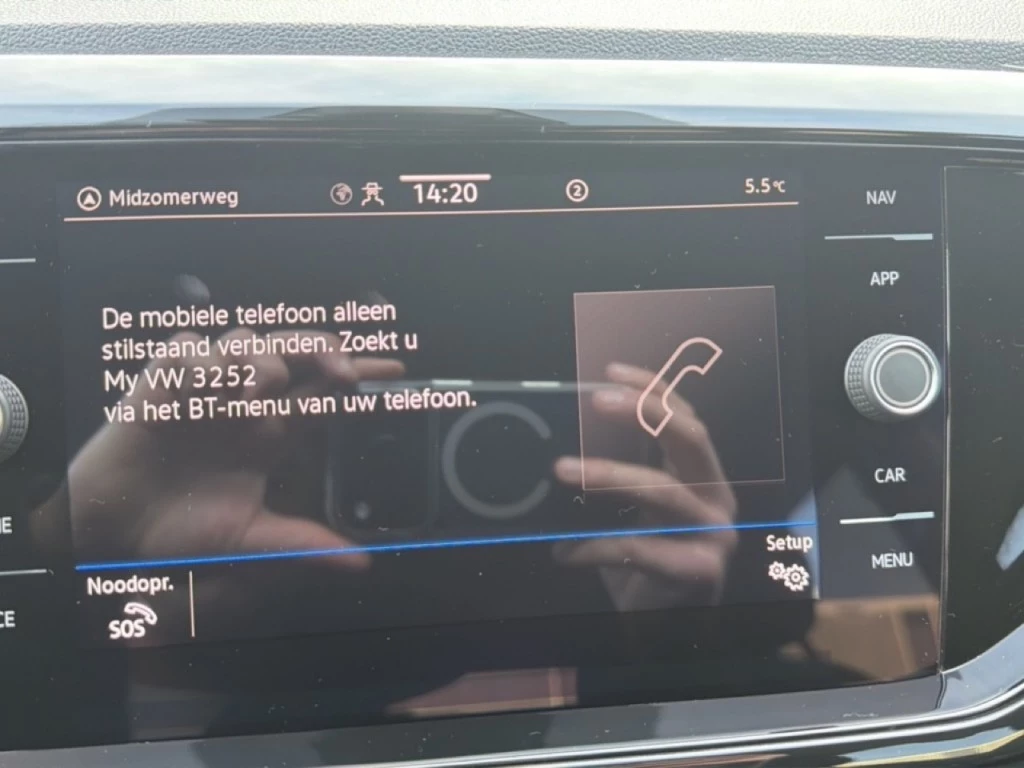 Midzomerweg 14:20 2 5.5°C
NAV
APP
De mobiele telefoon alleen
stilstaand verbinden. Zoekt u
My VW 3252
via het BT-menu van uw telefoon.
CAR
MENU
Setup
Noodopr.
SOS